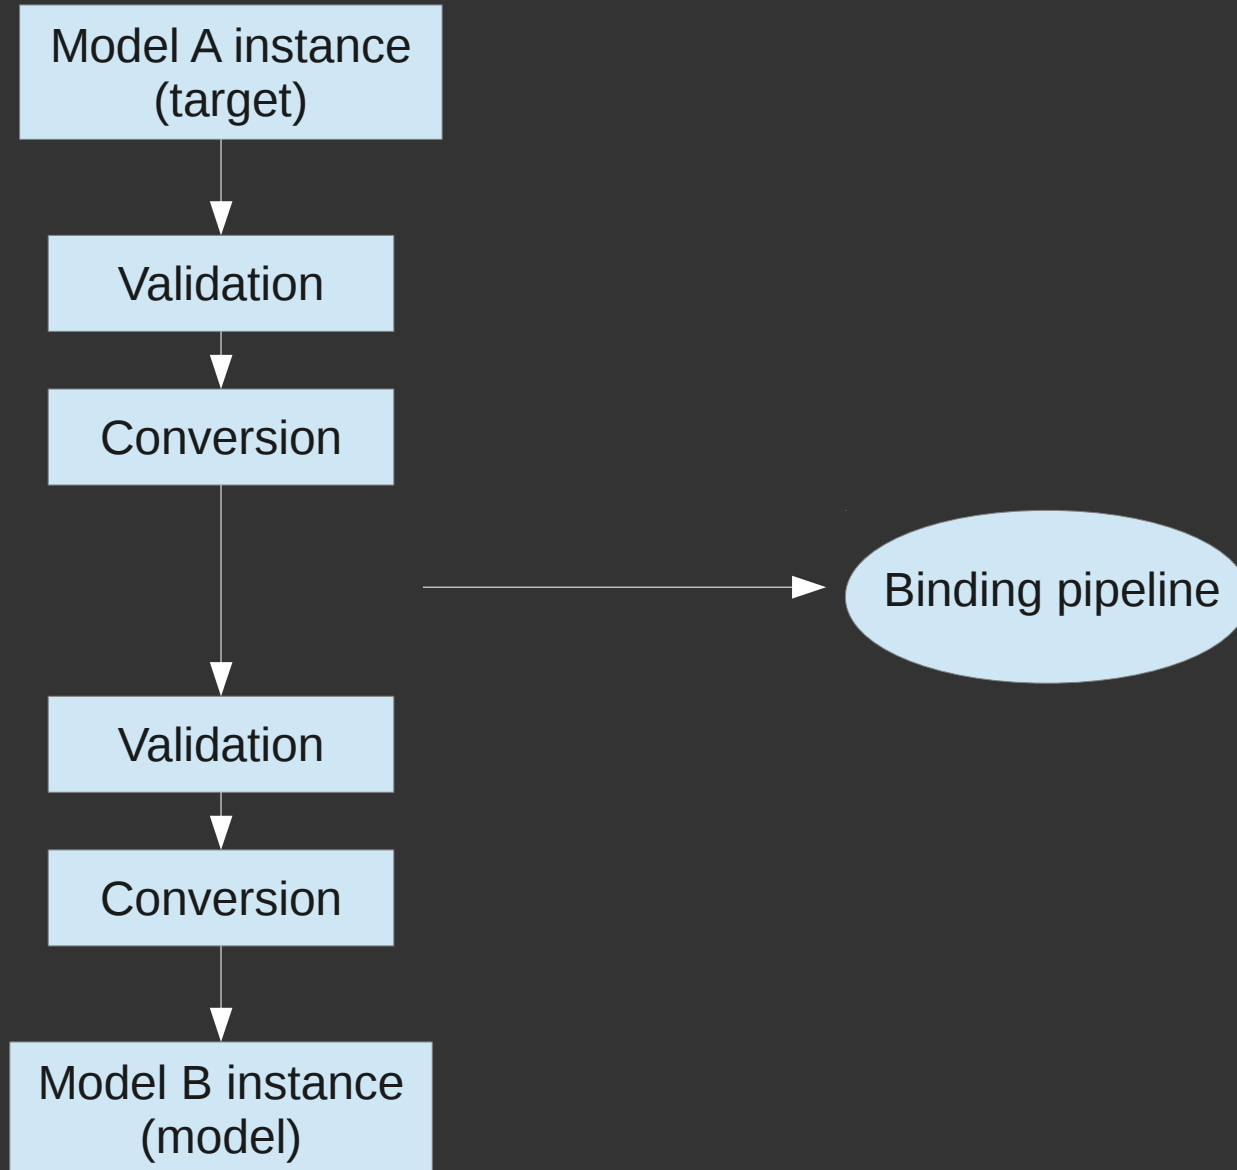 Model A instance
(target)
Validation
Conversion
Binding pipeline
Validation
Conversion
Model B instance
(model)